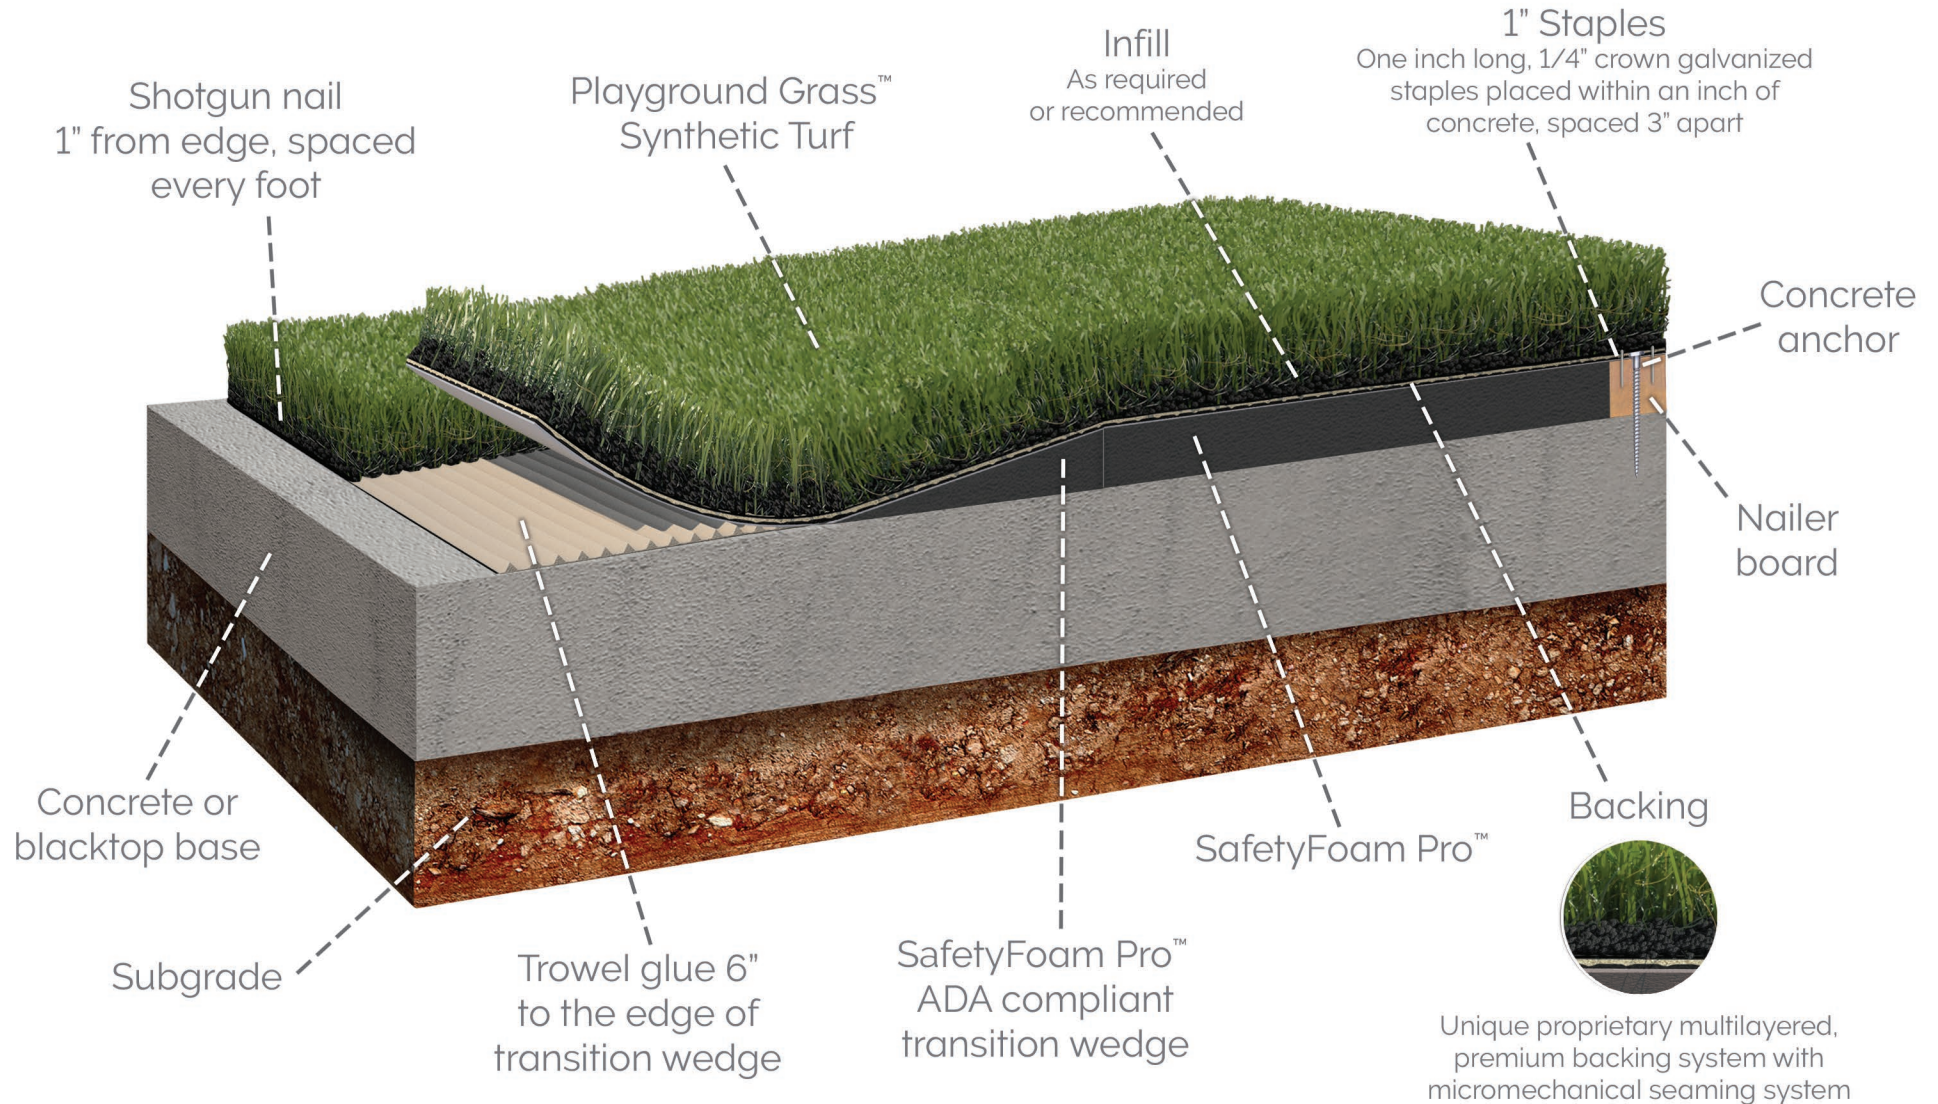 Shotgun nail
1” from edge, spaced
every foot
Playground Grass™
Synthetic Turf
Infill
As required
or recommended
1” Staples
One inch long, 1/4” crown galvanized
staples placed within an inch of
concrete, spaced 3” apart
Concrete
anchor
Nailer
board
Concrete or
blacktop base
Subgrade
Trowel glue 6”
to the edge of
transition wedge
SafetyFoam Pro™
ADA compliant
transition wedge
SafetyFoam Pro™
Backing
Unique proprietary multilayered,
premium backing system with
micromechanical seaming system